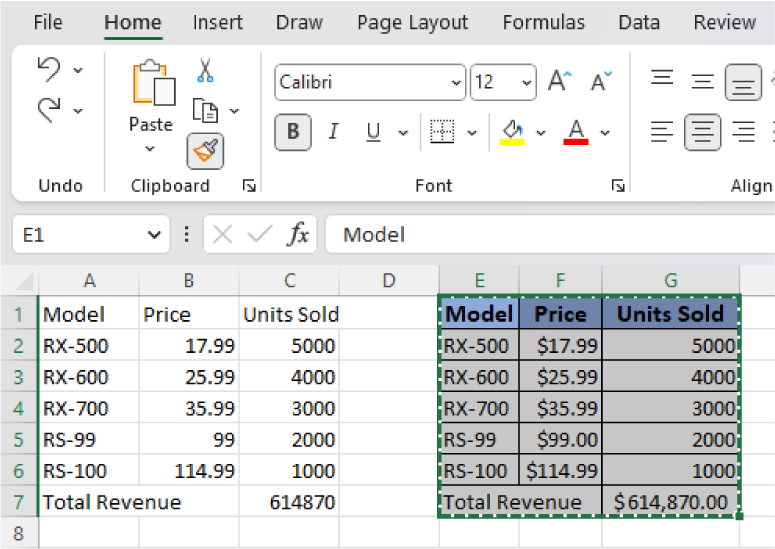 File Home Insert Draw Page Layout Formulas Data Review
Calibri 12 A A
Paste B I U A
Undo Clipboard Font Align
E1 fx Model
A B C D E F G
1 Model Price Units Sold Model Price Units Sold
2 RX-500 17.99 5000 RX-500 $17.99 5000
3 RX-600 25.99 4000 RX-600 $25.99 4000
4 RX-700 35.99 3000 RX-700 $35.99 3000
5 RS-99 99 2000 RS-99 $99.00 2000
6 RS-100 114.99 1000 RS-100 $114.99 1000
7 Total Revenue 614870 Total Revenue $614,870.00
8